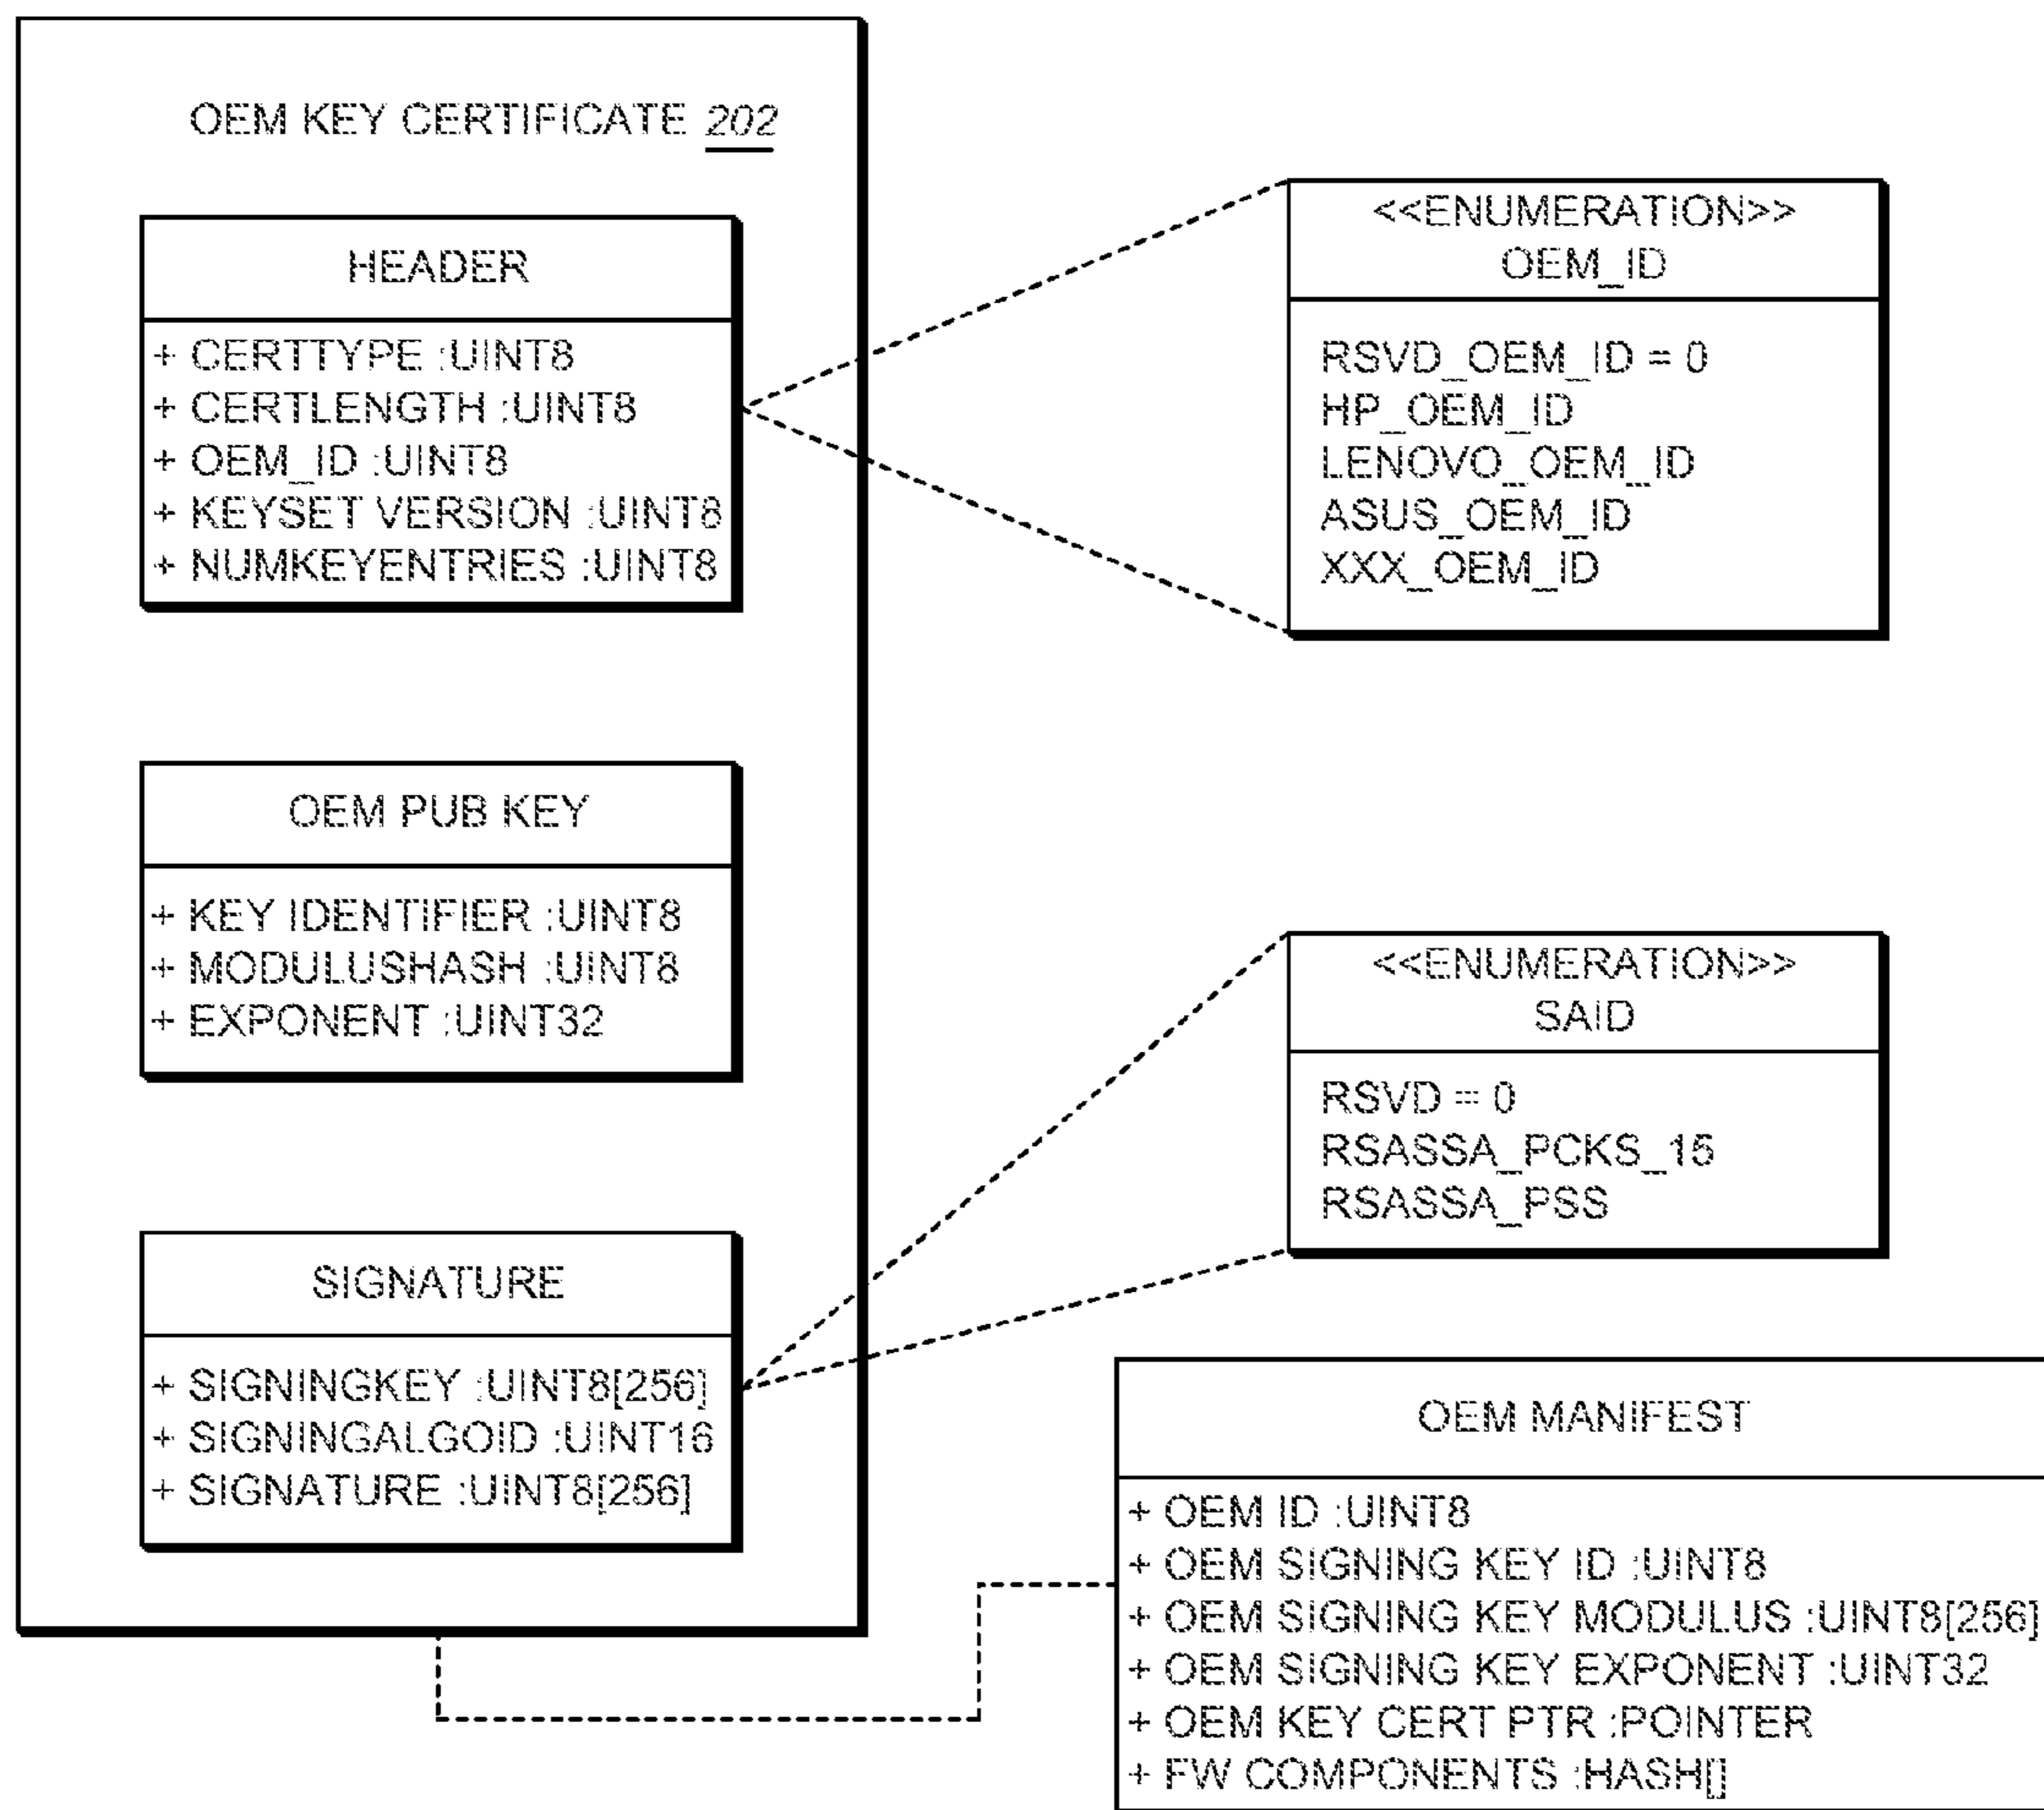 OEM KEY CERTIFICATE 202
HEADER
+ CERTTYPE :UINT8
+ CERTLENGTH :UINT8
+ OEM_ID :UINT8
+ KEYSET VERSION :UINT8
+ NUMKEYENTRIES :UINT8
OEM PUB KEY
+ KEY IDENTIFIER :UINT8
+ MODULUSHASH :UINT8
+ EXPONENT :UINT32
SIGNATURE
+ SIGNINGKEY :UINT8[256]
+ SIGNINGALGOID :UINT16
+ SIGNATURE :UINT8[256]
<<ENUMERATION>>
OEM_ID
RSVD_OEM_ID = 0
HP_OEM_ID
LENOVO_OEM_ID
ASUS_OEM_ID
XXX_OEM_ID
<<ENUMERATION>>
SAID
RSVD = 0
RSASSA_PCKS_15
RSASSA_PSS
OEM MANIFEST
+ OEM ID :UINT8
+ OEM SIGNING KEY ID :UINT8
+ OEM SIGNING KEY MODULUS :UINT8[256]
+ OEM SIGNING KEY EXPONENT :UINT32
+ OEM KEY CERT PTR :POINTER
+ FW COMPONENTS :HASH[]